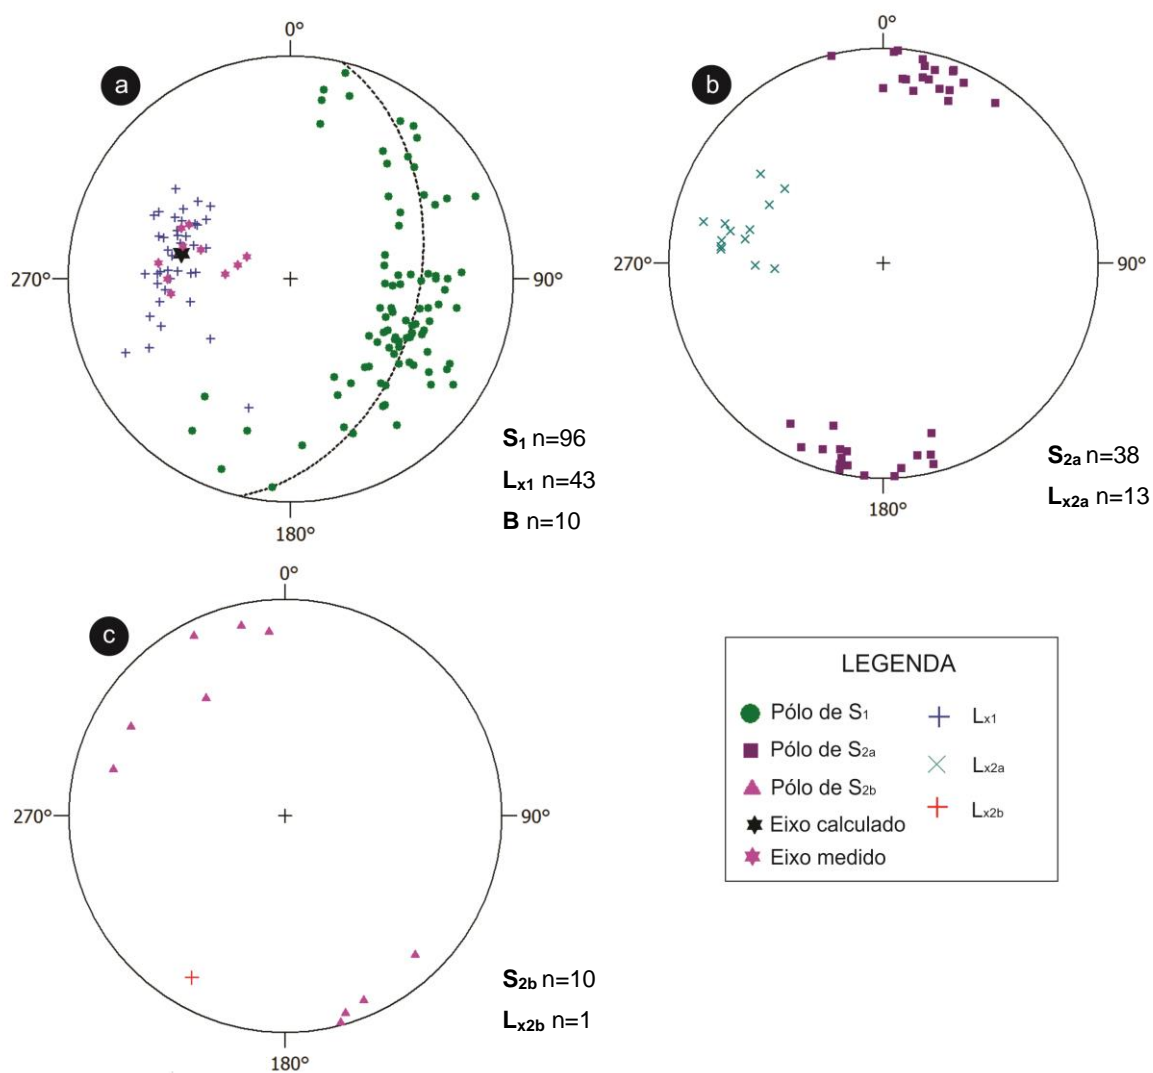 a
0°
270°
90°
180°
S1 n=96
Lx1 n=43
B n=10
b
0°
270°
90°
180°
S2a n=38
Lx2a n=13
c
0°
270°
90°
180°
S2b n=10
Lx2b n=1
LEGENDA
Pólo de S1
Pólo de S2a
Pólo de S2b
Eixo calculado
Eixo medido
Lx1
Lx2a
Lx2b